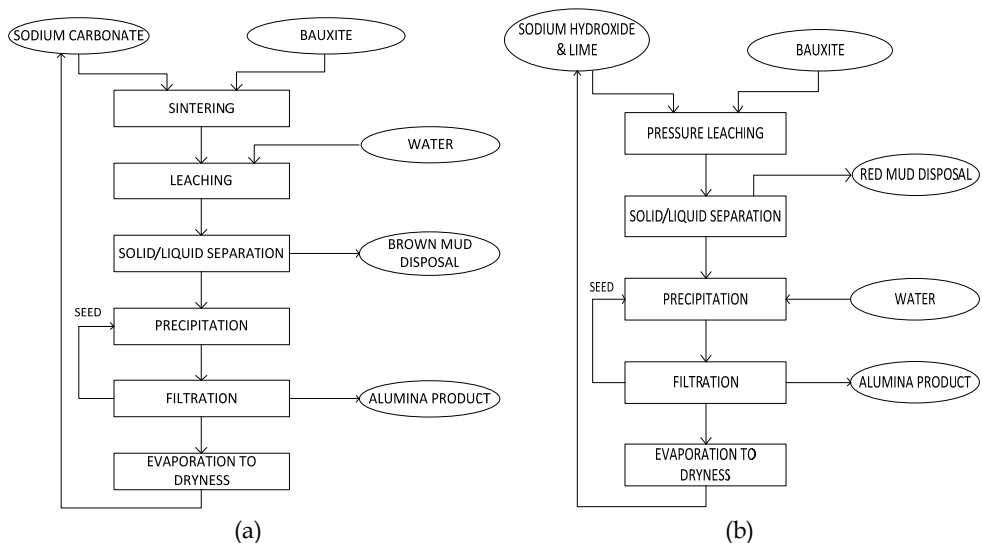 SODIUM CARBONATE
BAUXITE
SINTERING
WATER
LEACHING
SOLID/LIQUID SEPARATION
BROWN MUD
DISPOSAL
SEED
PRECIPITATION
FILTRATION
ALUMINA PRODUCT
EVAPORATION TO
DRYNESS
(a)
SODIUM HYDROXIDE
& LIME
BAUXITE
PRESSURE LEACHING
RED MUD DISPOSAL
SOLID/LIQUID SEPARATION
SEED
PRECIPITATION
WATER
FILTRATION
ALUMINA PRODUCT
EVAPORATION TO
DRYNESS
(b)